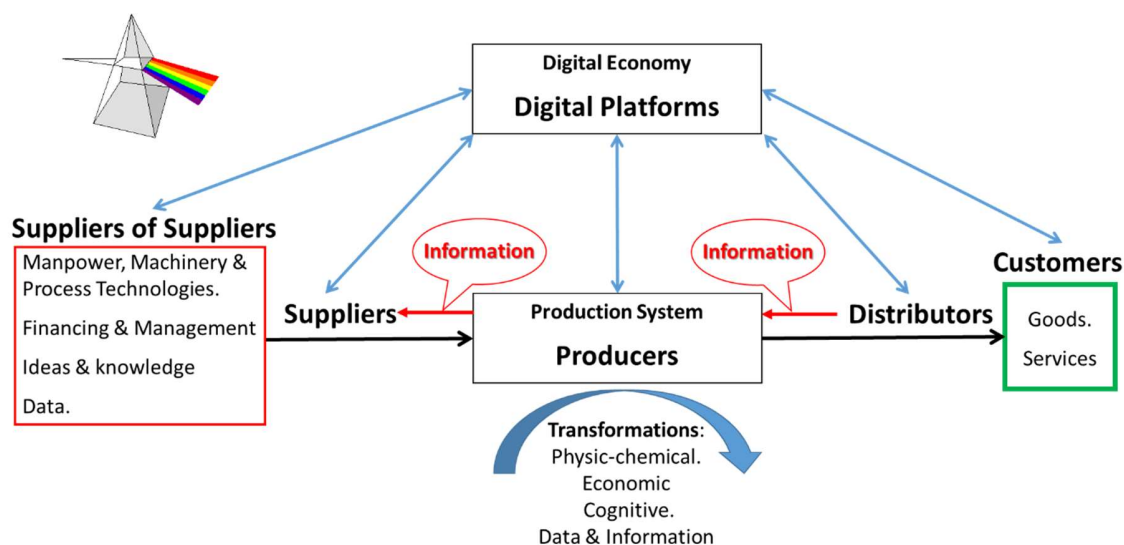 Digital Economy
Digital Platforms
Suppliers of Suppliers
Manpower, Machinery &
Process Technologies.
Financing & Management
Ideas & knowledge
Data.
Information
Suppliers
Production System
Producers
Information
Distributors
Customers
Goods.
Services
Transformations:
Physic-chemical.
Economic
Cognitive.
Data & Information